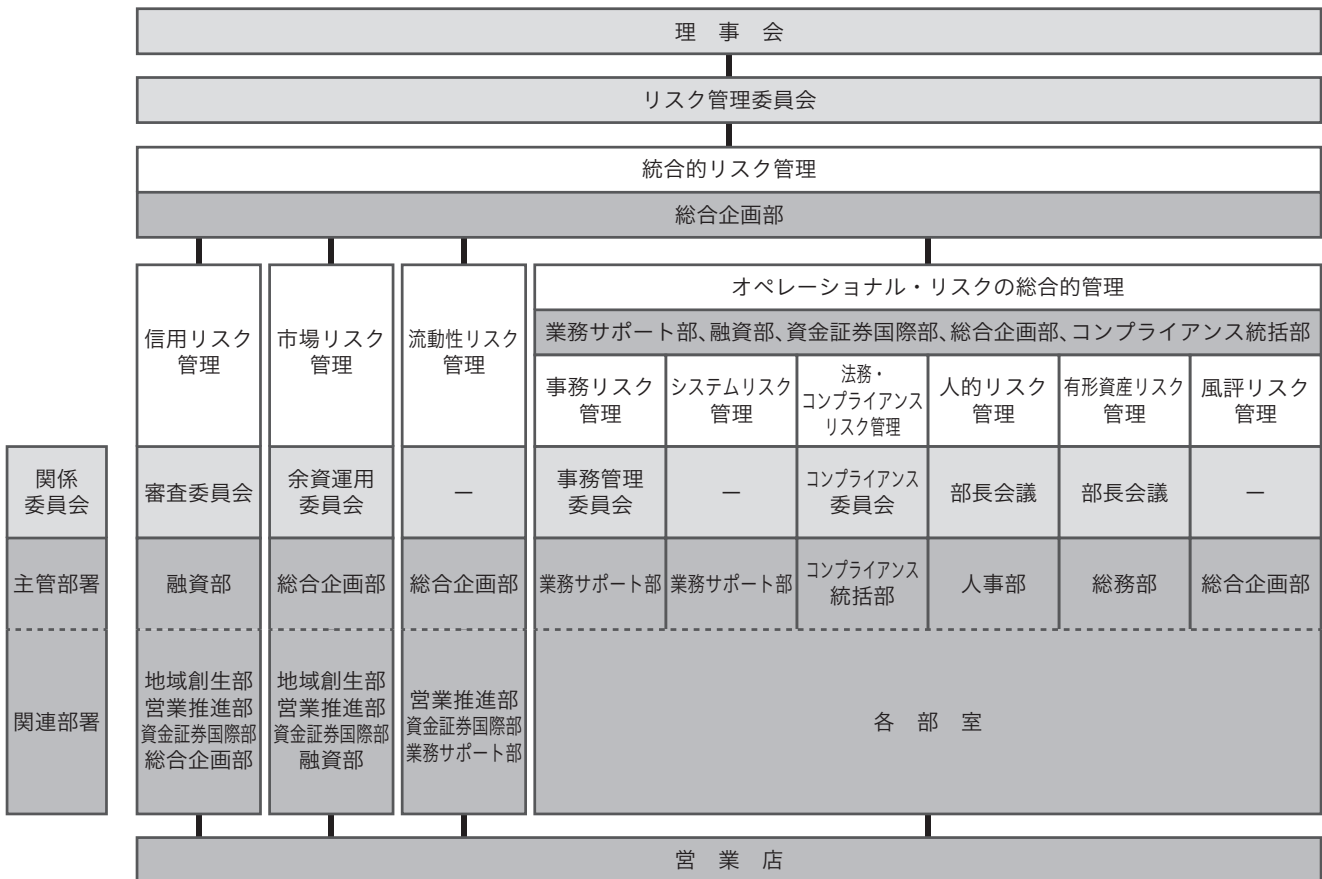 理 事 会
リスク管理委員会
統合的リスク管理
総合企画部
信用リスク
管理
市場リスク
管理
流動性リスク
管理
オペレーショナル・リスクの総合的管理
業務サポート部、融資部、資金証券国際部、総合企画部、コンプライアンス統括部
事務リスク
管理
システムリスク
管理
法務・
コンプライアンス
リスク管理
人的リスク
管理
有形資産リスク
管理
風評リスク
管理
関係
委員会
審査委員会
余資運用
委員会
－
事務管理
委員会
－
コンプライアンス
委員会
部長会議
部長会議
－
主管部署
融資部
総合企画部
総合企画部
業務サポート部
業務サポート部
コンプライアンス
統括部
人事部
総務部
総合企画部
関連部署
地域創生部
営業推進部
資金証券国際部
総合企画部
地域創生部
営業推進部
資金証券国際部
融資部
営業推進部
資金証券国際部
業務サポート部
各 部 室
営 業 店